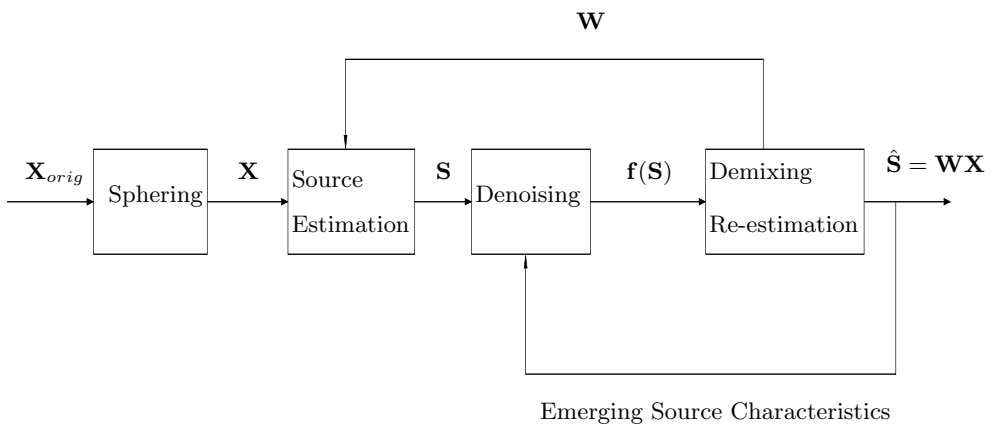 W
X_orig
Sphering
X
Source
Estimation
S
Denoising
f(S)
Demixing
Re-estimation
Ŝ = WX
Emerging Source Characteristics